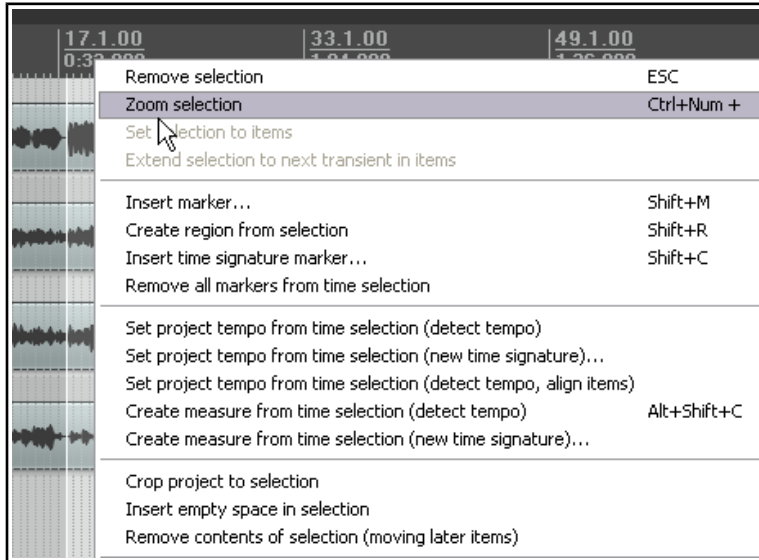 17.1.00 33.1.00 49.1.00
Remove selection ESC
Zoom selection Ctrl+Num +
Set selection to items
Extend selection to next transient in items
Insert marker... Shift+M
Create region from selection Shift+R
Insert time signature marker... Shift+C
Remove all markers from time selection
Set project tempo from time selection (detect tempo)
Set project tempo from time selection (new time signature)...
Set project tempo from time selection (detect tempo, align items)
Create measure from time selection (detect tempo) Alt+Shift+C
Create measure from time selection (new time signature)...
Crop project to selection
Insert empty space in selection
Remove contents of selection (moving later items)